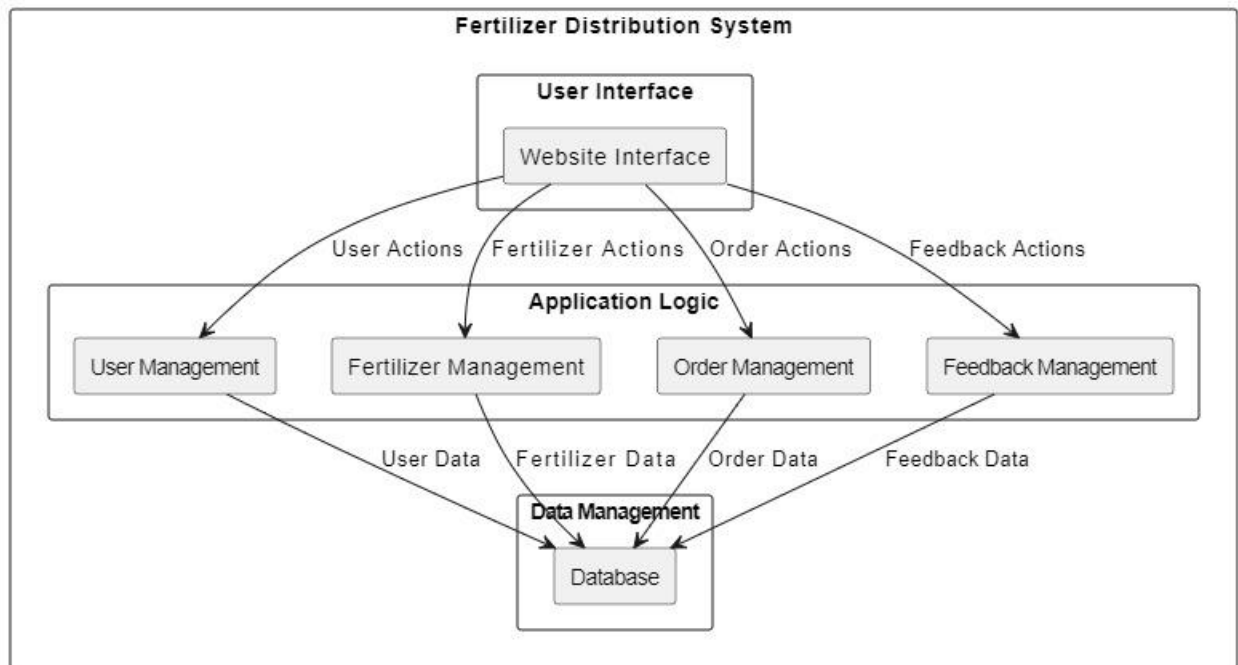 Fertilizer Distribution System
User Interface
Website Interface
User Actions
Fertilizer Actions
Order Actions
Feedback Actions
Application Logic
User Management
Fertilizer Management
Order Management
Feedback Management
User Data
Fertilizer Data
Order Data
Feedback Data
Data Management
Database